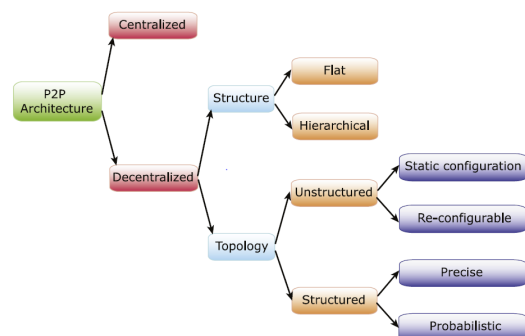 Centralized
P2P
Architecture
Decentralized
Structure
Flat
Hierarchical
Topology
Unstructured
Static configuration
Re-configurable
Structured
Precise
Probabilistic